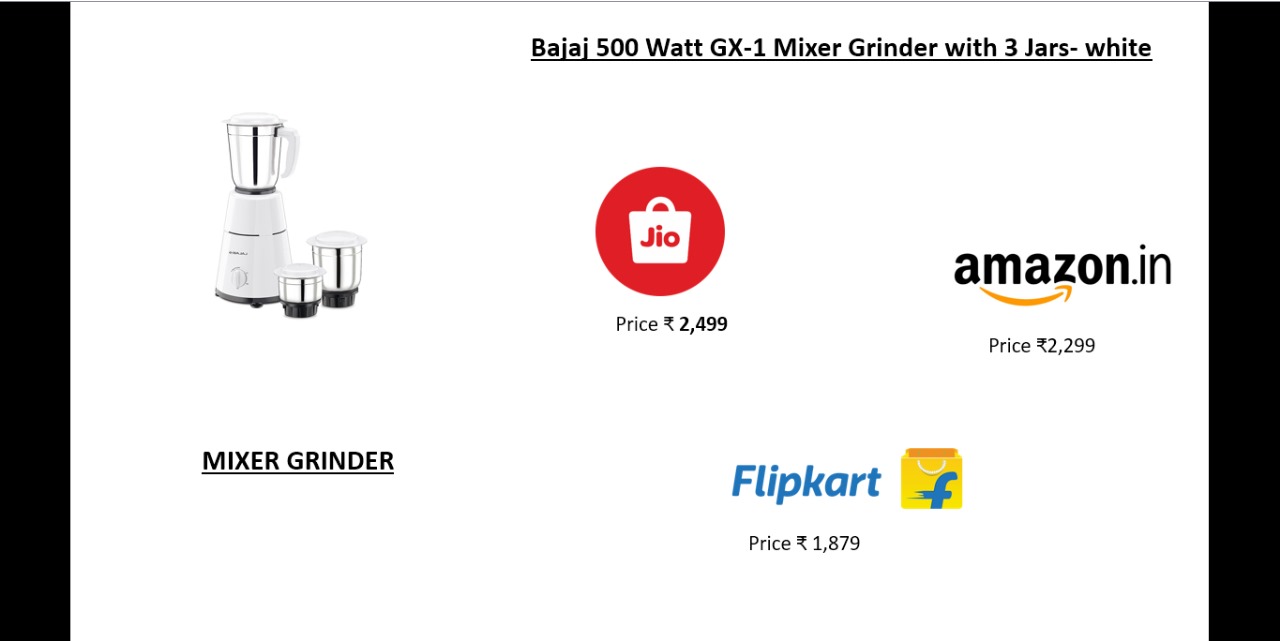 Bajaj 500 Watt GX-1 Mixer Grinder with 3 Jars- white
Jio
Price ₹ 2,499
amazon.in
Price ₹2,299
MIXER GRINDER
Flipkart
Price ₹ 1,879